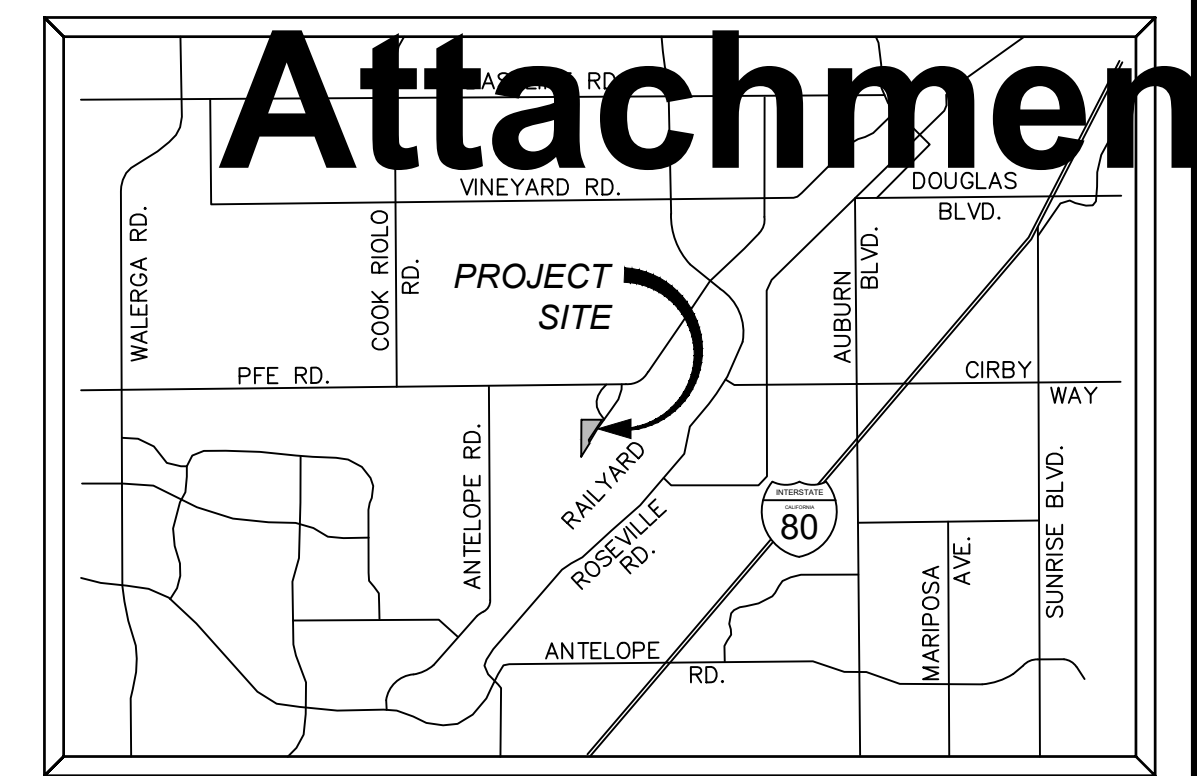 Attachmen
VINEYARD RD.
DOUGLAS
BLVD.
WALERGA RD.
COOK RIOLO
RD.
PROJECT
SITE
AUBURN
BLVD.
PFE RD.
CIRBY
WAY
ANTELOPE RD.
RAILYARD
ROSEVILLE
RD.
INTERSTATE
CALIFORNIA
80
SUNRISE BLVD.
MARIPOSA
AVE.
ANTELOPE
RD.